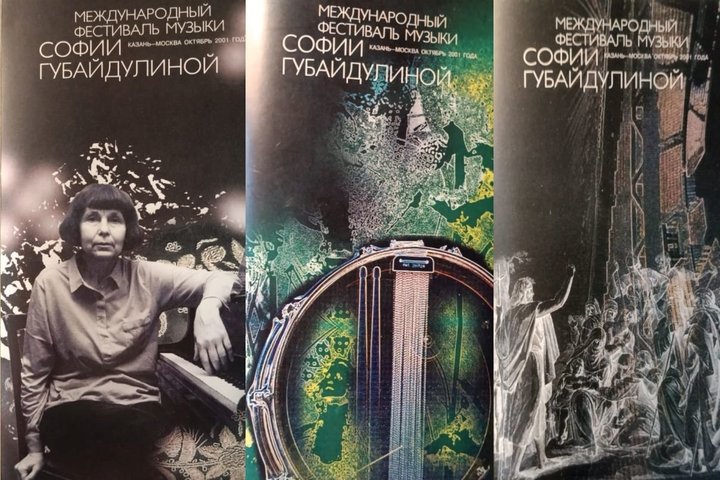 МЕЖДУНАРОДНЫЙ
ФЕСТИВАЛЬ МУЗЫКИ
СОФИИ КАЗАНЬ—МОСКВА ОКТЯБРЬ 2001 ГОДА
ГУБАЙДУЛИНОЙ
МЕЖДУНАРОДНЫЙ
ФЕСТИВАЛЬ МУЗЫКИ
СОФИИ КАЗАНЬ—МОСКВА ОКТЯБРЬ 2001 ГОДА
ГУБАЙДУЛИНОЙ
МЕЖДУНАРОДНЫЙ
ФЕСТИВАЛЬ МУЗЫКИ
СОФИИ КАЗАНЬ—МОСКВА ОКТЯБРЬ 2001 ГОДА
ГУБАЙДУЛИНОЙ